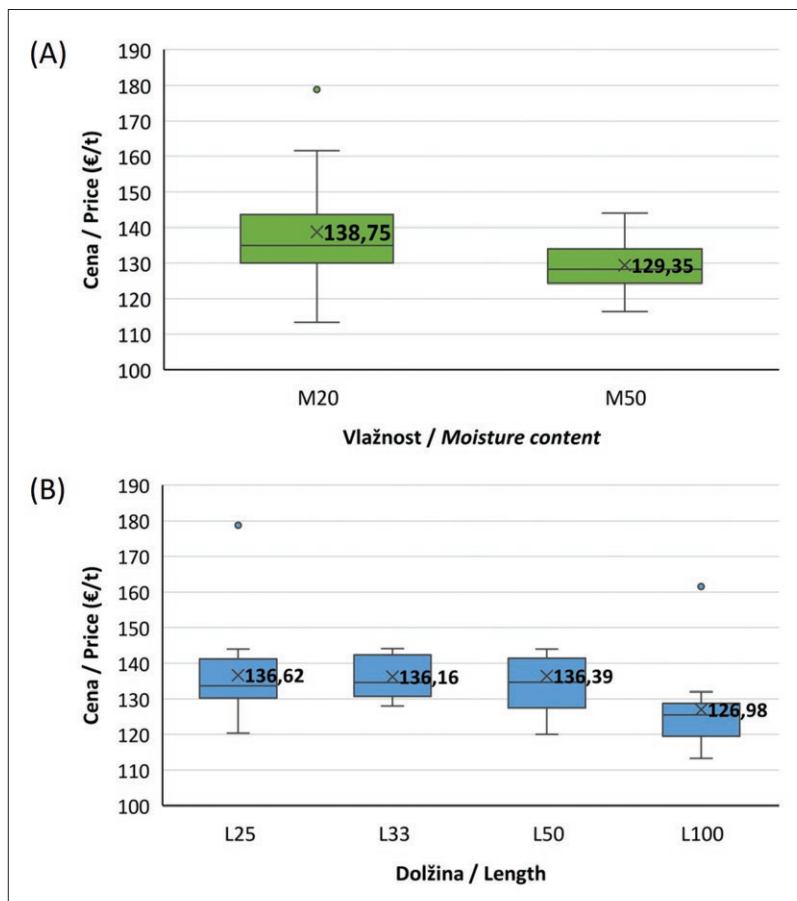 (A)
Cena / Price (€/t)
190
180
170
160
150
140
130
120
110
100
138,75
129,35
M20 M50
Vlažnost / Moisture content
(B)
Cena / Price (€/t)
190
180
170
160
150
140
130
120
110
100
136,62 136,16 136,39 126,98
L25 L33 L50 L100
Dolžina / Length